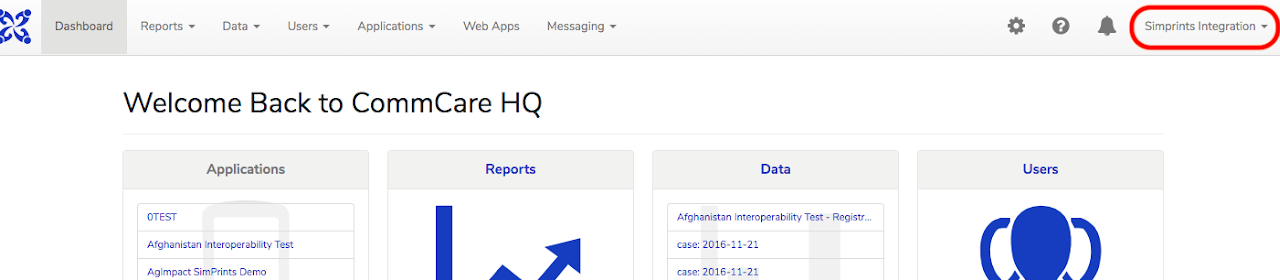 Dashboard Reports Data Users Applications Web Apps Messaging Simprints Integration
Welcome Back to CommCare HQ
Applications Reports Data Users
0TEST Afghanistan Interoperability Test - Registr...
Afghanistan Interoperability Test case: 2016-11-21
AgImpact SimPrints Demo case: 2016-11-21